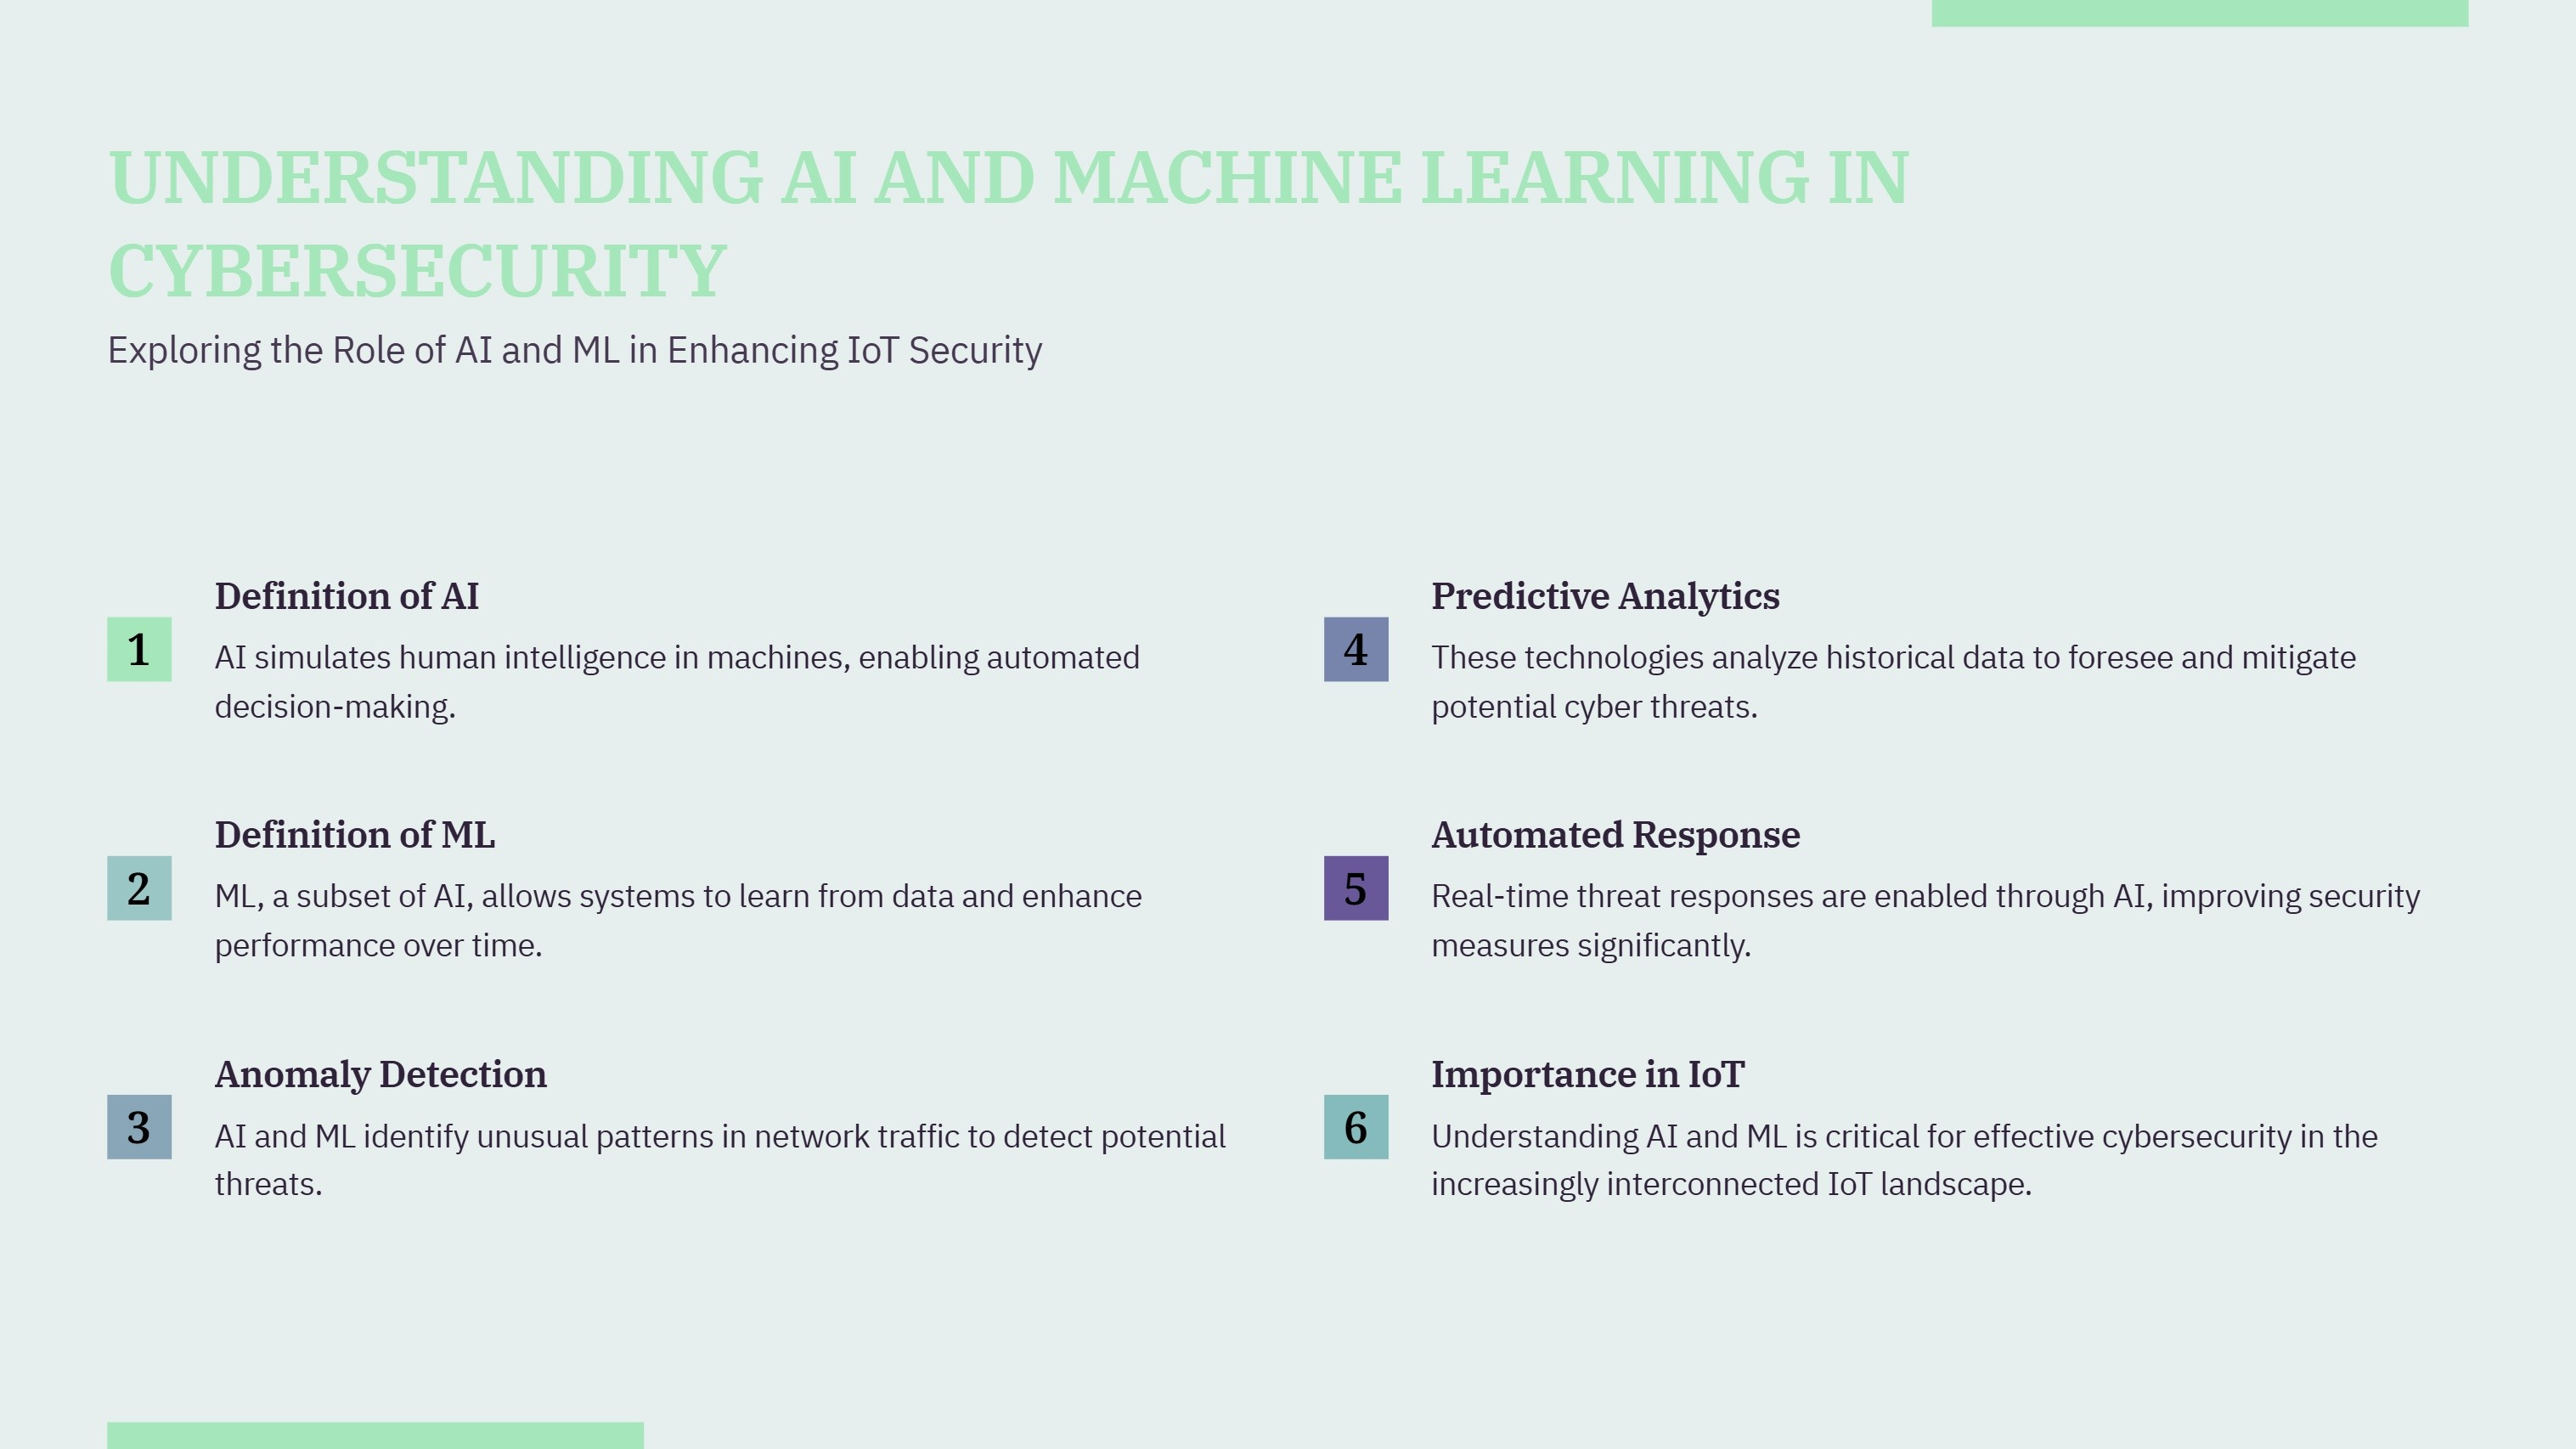 UNDERSTANDING AI AND MACHINE LEARNING IN
CYBERSECURITY
Exploring the Role of AI and ML in Enhancing IoT Security
1
Definition of AI
AI simulates human intelligence in machines, enabling automated
decision-making.
2
Definition of ML
ML, a subset of AI, allows systems to learn from data and enhance
performance over time.
3
Anomaly Detection
AI and ML identify unusual patterns in network traffic to detect potential
threats.
4
Predictive Analytics
These technologies analyze historical data to foresee and mitigate
potential cyber threats.
5
Automated Response
Real-time threat responses are enabled through AI, improving security
measures significantly.
6
Importance in IoT
Understanding AI and ML is critical for effective cybersecurity in the
increasingly interconnected IoT landscape.